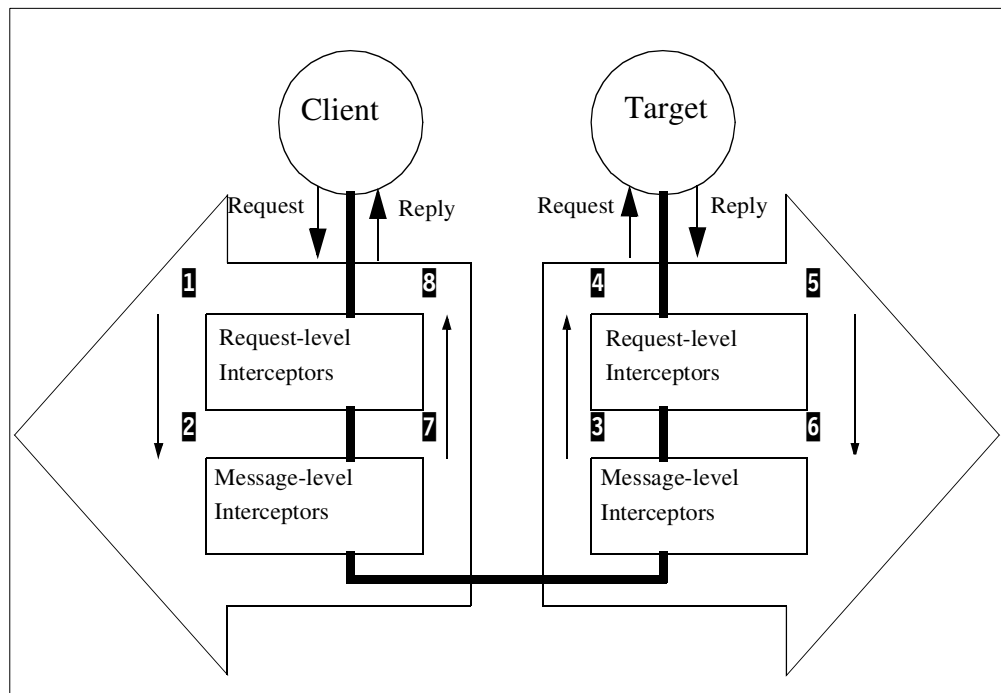 Client
Target
Request
Reply
Request
Reply
1
8
4
5
Request-level
Interceptors
Request-level
Interceptors
2
7
3
6
Message-level
Interceptors
Message-level
Interceptors